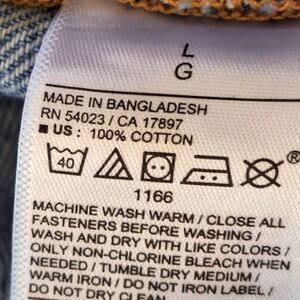 L
G
MADE IN BANGLADESH
RN 54023 / CA 17897
■ US : 100% COTTON
40
1166
MACHINE WASH WARM / CLOSE ALL
FASTENERS BEFORE WASHING /
WASH AND DRY WITH LIKE COLORS /
ONLY NON-CHLORINE BLEACH WHEN
NEEDED / TUMBLE DRY MEDIUM /
WARM IRON / DO NOT IRON LABEL /
DO NOT DRY CLEAN